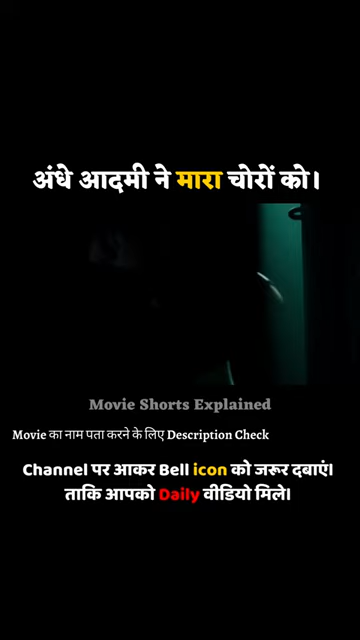 अंधे आदमी ने मारा चोरों को।
Movie Shorts Explained
Movie का नाम पता करने के लिए Description Check
Channel पर आकर Bell icon को जरूर दबाएं।
ताकि आपको Daily वीडियो मिले।